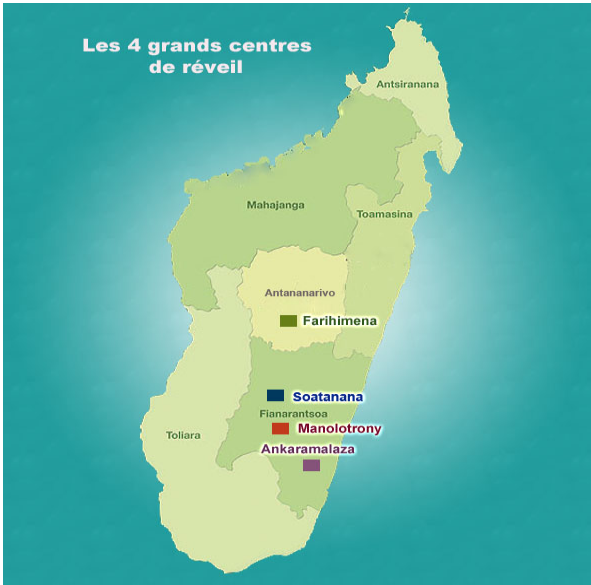 Les 4 grands centres
de réveil
Antsiranana
Mahajanga
Toamasina
Antananarivo
Farihimena
Soatanana
Fianarantsoa
Manolotrony
Toliara
Ankaramalaza